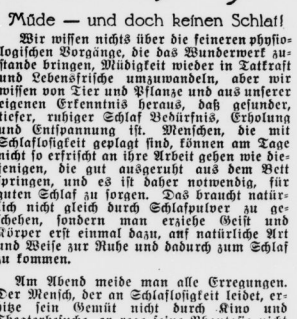 Müde — und doch keinen Schlaf!
Wir wissen nichts über die feineren physio-
logischen Vorgänge, die das Wunderwerk zu-
stande bringen, Müdigkeit wieder in Tatkraft
und Lebensfrische umzuwandeln, aber wir
wissen von Tier und Pflanze und aus unserer
eigenen Erkenntnis heraus, daß gesunder,
tiefer, ruhiger Schlaf Bedürfnis, Erholung
und Entspannung ist. Menschen, die mit
Schlaflosigkeit geplagt sind, können am Tage
nicht so erfrischt an ihre Arbeit gehen wie die-
jenigen, die gut ausgeruht aus dem Bett
springen, und es ist daher notwendig, für
guten Schlaf zu sorgen. Das braucht natür-
lich nicht gleich durch Schlafpulver zu ge-
schehen, sondern man erziehe Geist und
Körper erst einmal dazu, auf natürliche Art
und Weise zur Ruhe und dadurch zum Schlaf
zu kommen.
Am Abend meide man alle Erregungen.
Der Mensch, der an Schlaflosigkeit leidet, er-
hitze sein Gemüt nicht durch Kino und